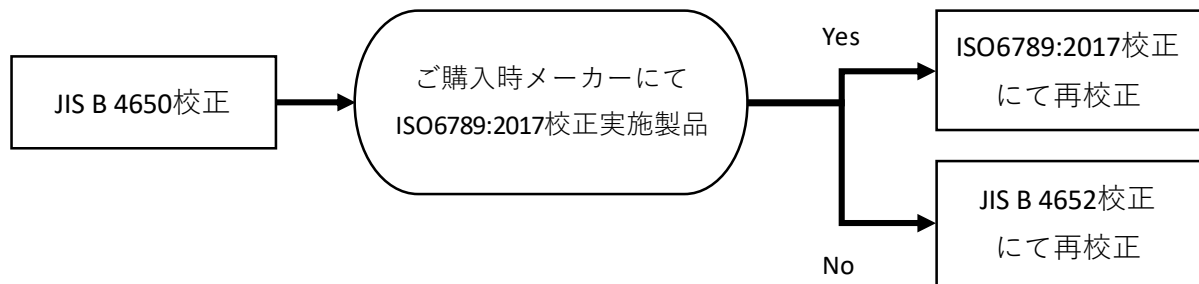 JIS B 4650校正
ご購入時メーカーにて
ISO6789:2017校正実施製品
Yes
ISO6789:2017校正
にて再校正
No
JIS B 4652校正
にて再校正